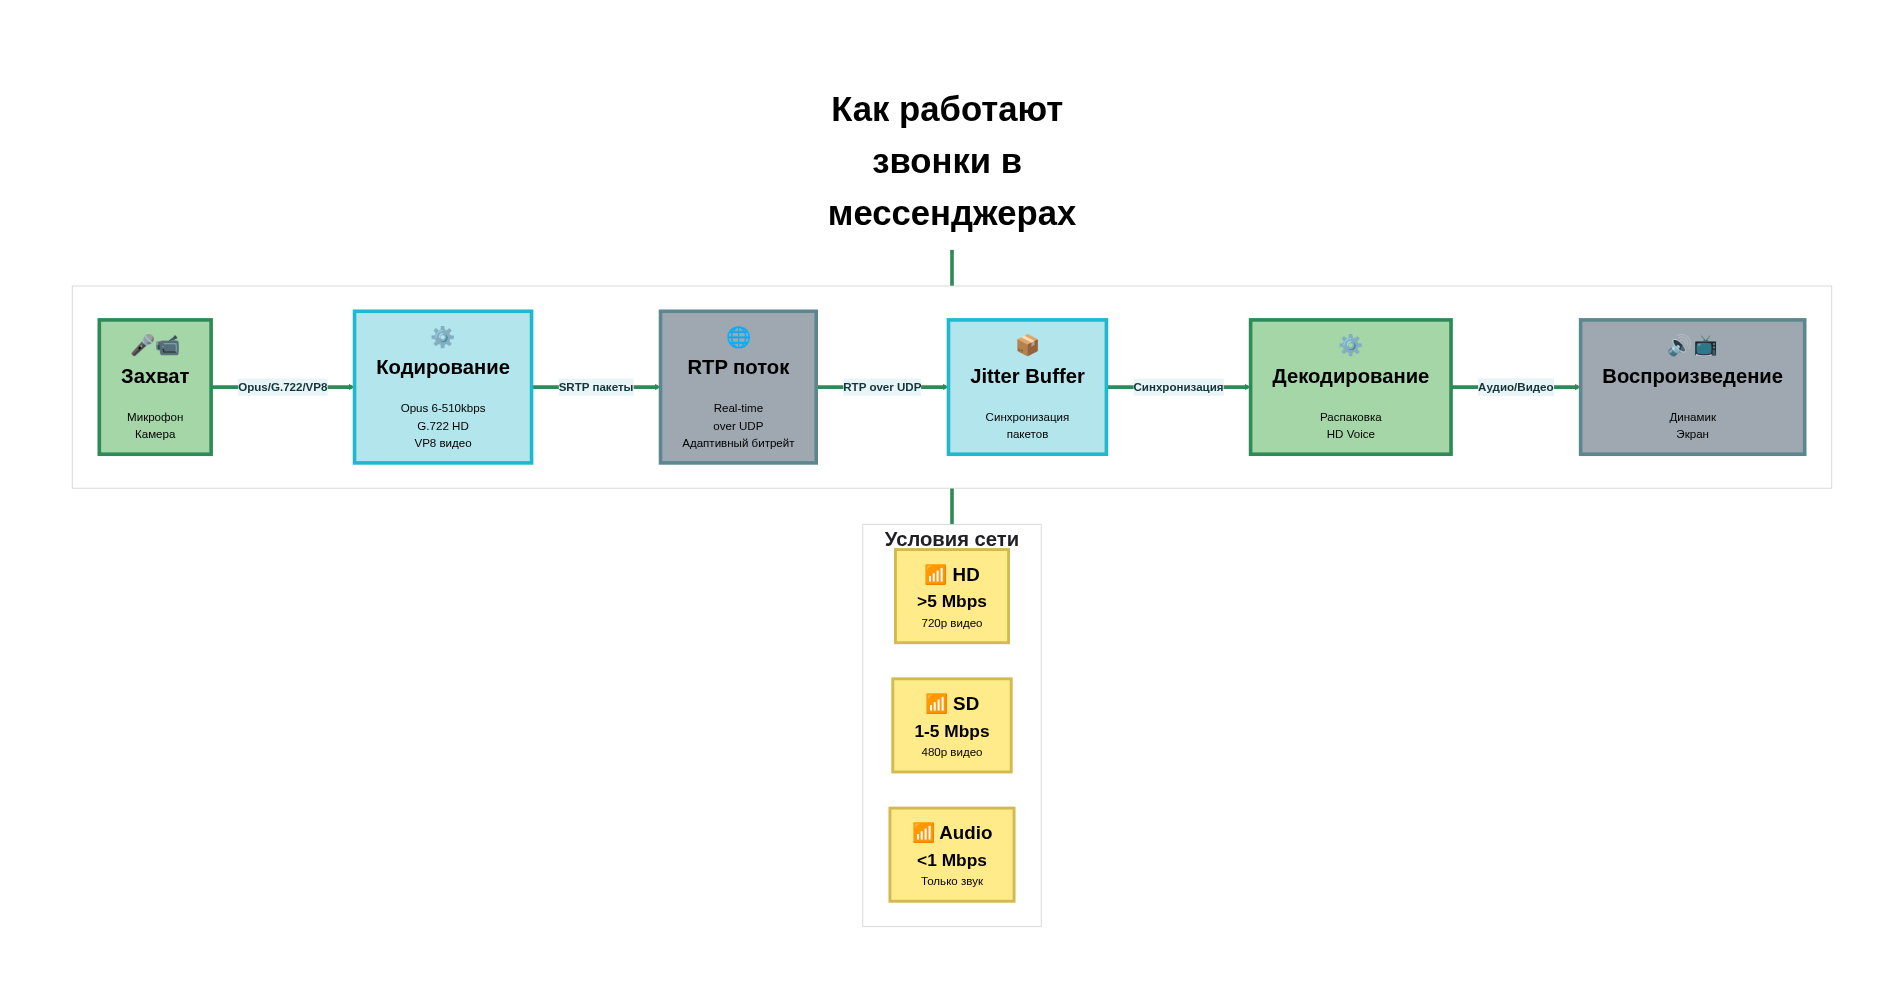 Как работают
звонки в
мессенджерах
Захват
Микрофон
Камера
Opus/G.722/VP8
Кодирование
Opus 6-510kbps
G.722 HD
VP8 видео
SRTP пакеты
RTP поток
Real-time
over UDP
Адаптивный битрейт
RTP over UDP
Jitter Buffer
Синхронизация
пакетов
Синхронизация
Декодирование
Распаковка
HD Voice
Аудио/Видео
Воспроизведение
Динамик
Экран
Условия сети
HD
>5 Mbps
720p видео
SD
1-5 Mbps
480p видео
Audio
<1 Mbps
Только звук